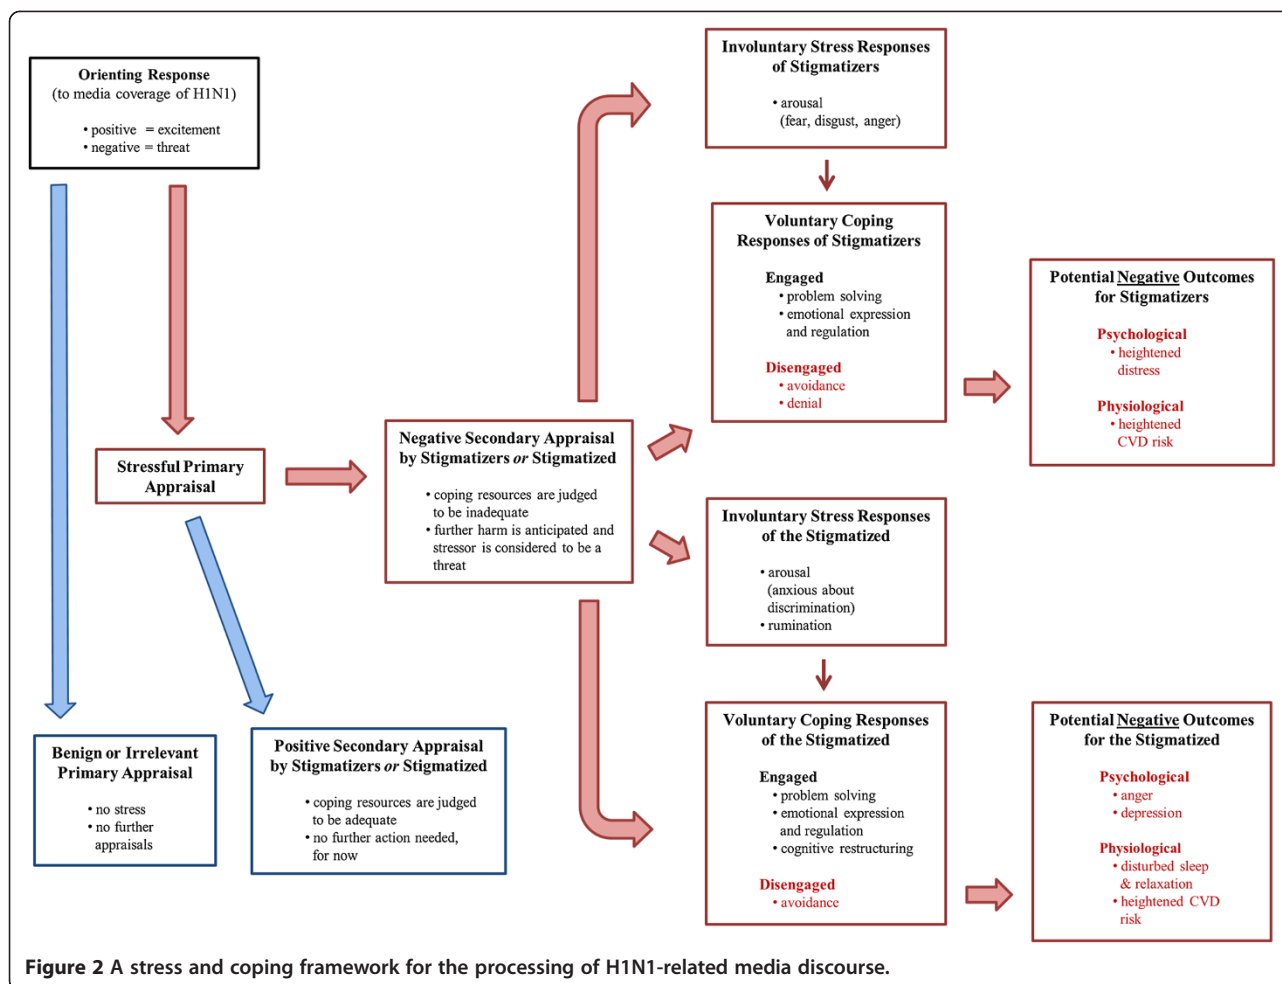 Orienting Response
(to media coverage of H1N1)
• positive = excitement
• negative = threat
Stressful Primary
Appraisal
Benign or Irrelevant
Primary Appraisal
• no stress
• no further
appraisals
Positive Secondary Appraisal
by Stigmatizers or Stigmatized
• coping resources are judged
to be adequate
• no further action needed,
for now
Negative Secondary Appraisal
by Stigmatizers or Stigmatized
• coping resources are judged
to be inadequate
• further harm is anticipated and
stressor is considered to be a
threat
Involuntary Stress Responses
of Stigmatizers
• arousal
(fear, disgust, anger)
Voluntary Coping
Responses of Stigmatizers
Engaged
• problem solving
• emotional expression
and regulation
Disengaged
• avoidance
• denial
Potential Negative Outcomes
for Stigmatizers
Psychological
• heightened
distress
Physiological
• heightened
CVD risk
Involuntary Stress Responses
of the Stigmatized
• arousal
(anxious about
discrimination)
• rumination
Voluntary Coping Responses
of the Stigmatized
Engaged
• problem solving
• emotional expression
and regulation
• cognitive restructuring
Disengaged
• avoidance
Potential Negative Outcomes
for the Stigmatized
Psychological
• anger
• depression
Physiological
• disturbed sleep
& relaxation
• heightened CVD
risk
Figure 2 A stress and coping framework for the processing of H1N1-related media discourse.